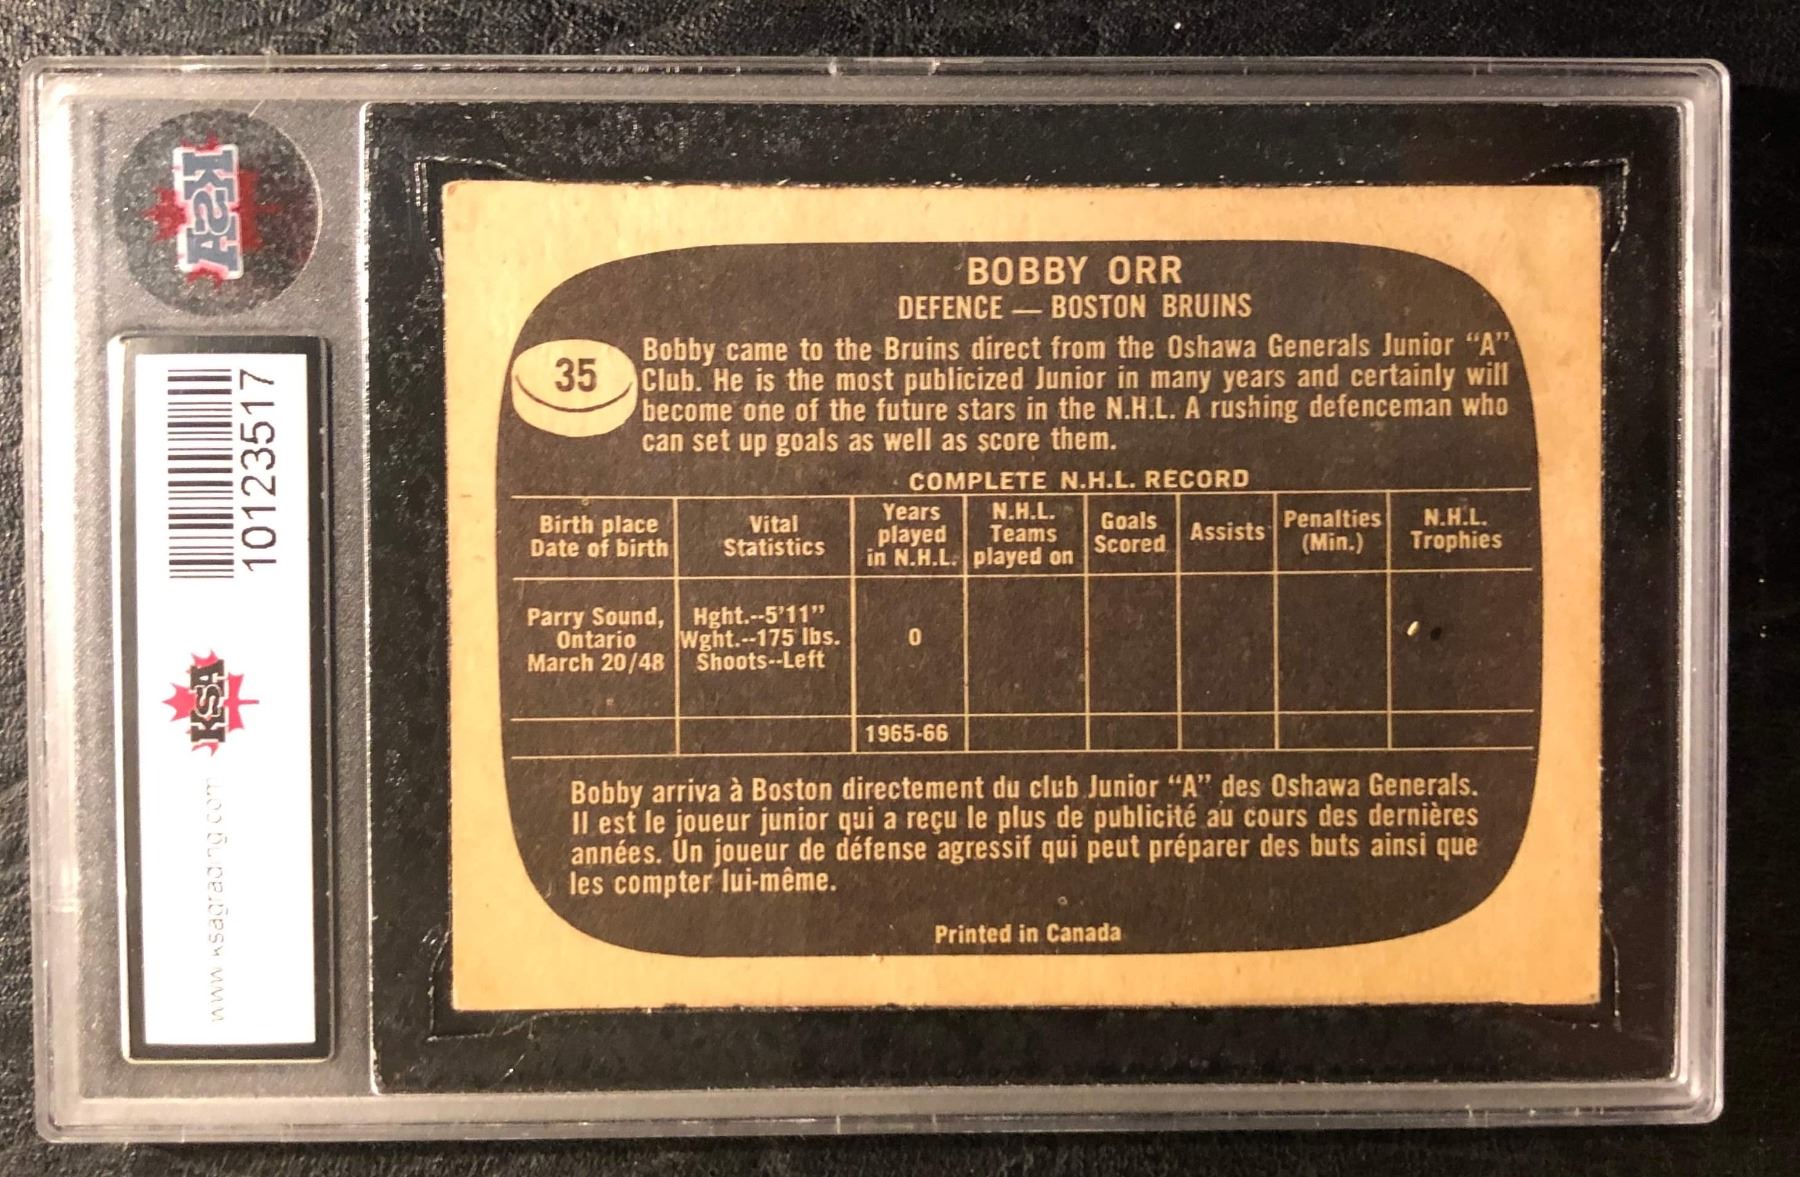 KSA
101235517
KSA
www.ksagrading.com
BOBBY ORR
DEFENCE — BOSTON BRUINS
35
Bobby came to the Bruins direct from the Oshawa Generals Junior “A”
Club. He is the most publicized Junior in many years and certainly will
become one of the future stars in the N.H.L. A rushing defenceman who
can set up goals as well as score them.
COMPLETE N.H.L. RECORD
Birth place
Date of birth
Vital
Statistics
Years
played
in N.H.L.
N.H.L.
Teams
played on
Goals
Scored
Assists
Penalties
(Min.)
N.H.L.
Trophies
Parry Sound,
Ontario
March 20/48
Hght.--5'11”
Wght.--175 lbs.
Shoots--Left
0
1965-66
Bobby arriva à Boston directement du club Junior “A” des Oshawa Generals.
Il est le joueur junior qui a reçu le plus de publicité au cours des dernières
années. Un joueur de défense agressif qui peut préparer des buts ainsi que
les compter lui-même.
Printed in Canada